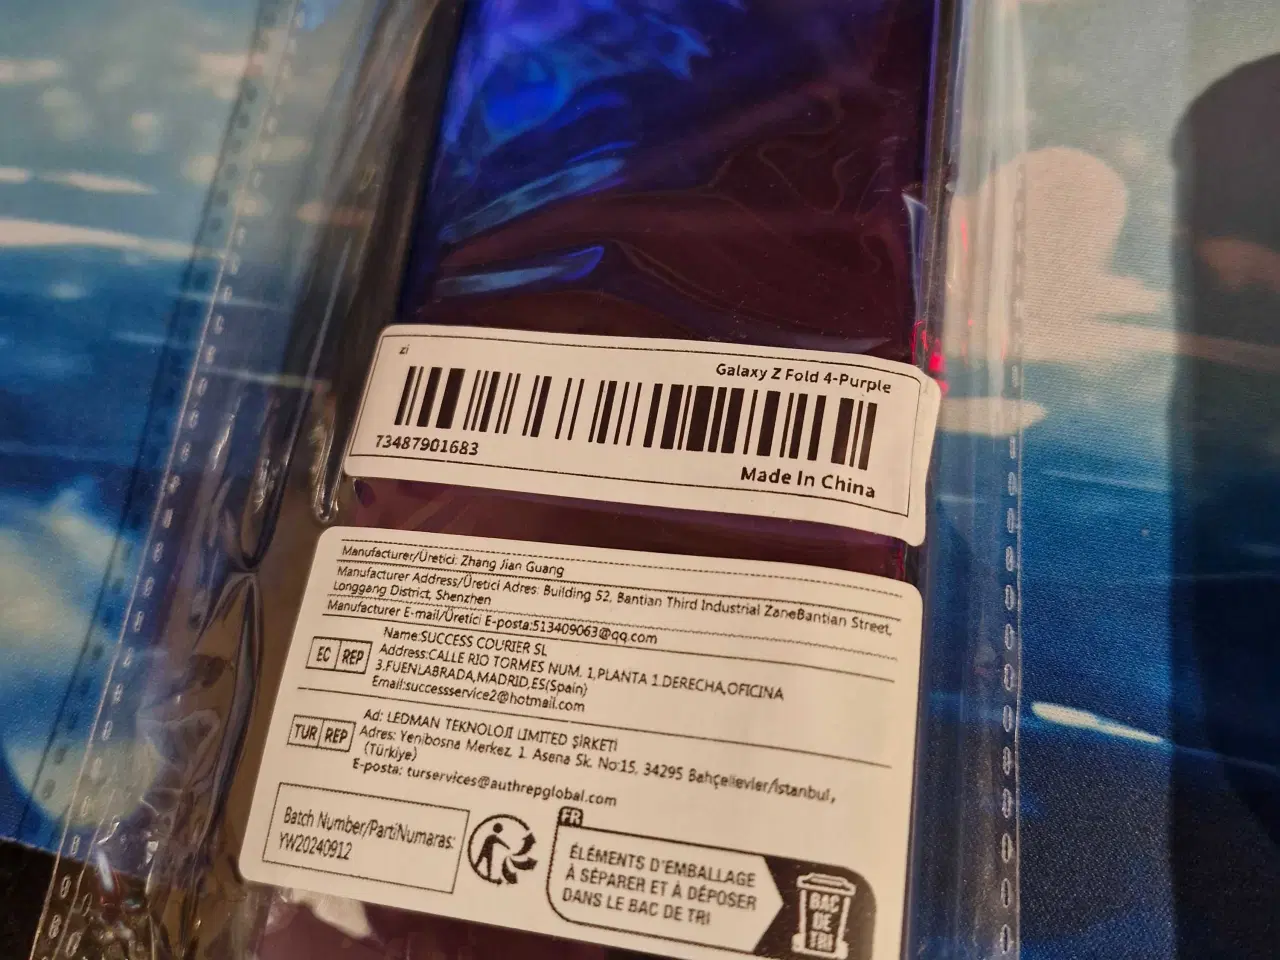 zi
Galaxy Z Fold 4-Purple
73487901683
Made In China
Manufacturer/Üretici: Zhang Jian Guang
Manufacturer Address/Üretici Adres: Building 52, Bantian Third Industrial ZaneBantian Street,
Longgang District, Shenzhen
Manufacturer E-mail/Üretici E-posta:513409063@qq.com
EC REP
Name:SUCCESS COURIER SL
Address:CALLE RIO TORMES NUM. 1,PLANTA 1.DERECHA,OFICINA
3,FUENLABRADA,MADRID,ES(Spain)
Email:successservice2@hotmail.com
TUR REP
Ad: LEDMAN TEKNOLOJI LIMITED ŞİRKETİ
Adres: Yenibosna Merkez. 1. Asena Sk. No:15, 34295 Bahçelievler/İstanbul,
(Türkiye)
E-posta: turservices@authrepglobal.com
Batch Number/PartiNumaras:
YW20240912
FR
ÉLÉMENTS D'EMBALLAGE
À SÉPARER ET À DÉPOSER
DANS LE BAC DE TRI
BAC
DE
TRI